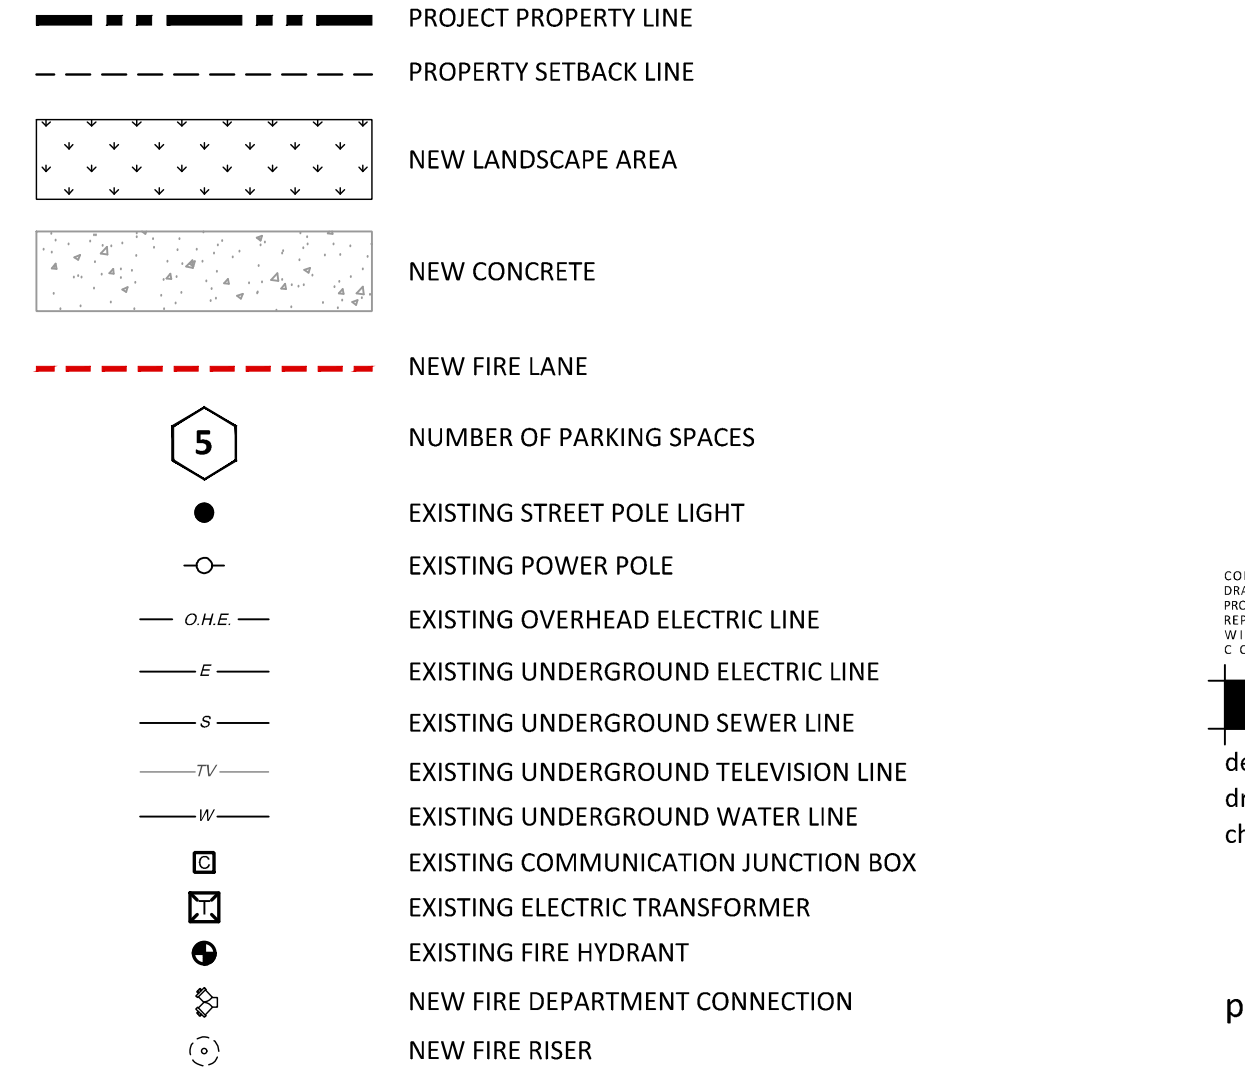 PROJECT PROPERTY LINE
PROPERTY SETBACK LINE
NEW LANDSCAPE AREA
NEW CONCRETE
NEW FIRE LANE
5 NUMBER OF PARKING SPACES
EXISTING STREET POLE LIGHT
EXISTING POWER POLE
O.H.E. EXISTING OVERHEAD ELECTRIC LINE
E EXISTING UNDERGROUND ELECTRIC LINE
S EXISTING UNDERGROUND SEWER LINE
TV EXISTING UNDERGROUND TELEVISION LINE
W EXISTING UNDERGROUND WATER LINE
C EXISTING COMMUNICATION JUNCTION BOX
T EXISTING ELECTRIC TRANSFORMER
EXISTING FIRE HYDRANT
NEW FIRE DEPARTMENT CONNECTION
NEW FIRE RISER